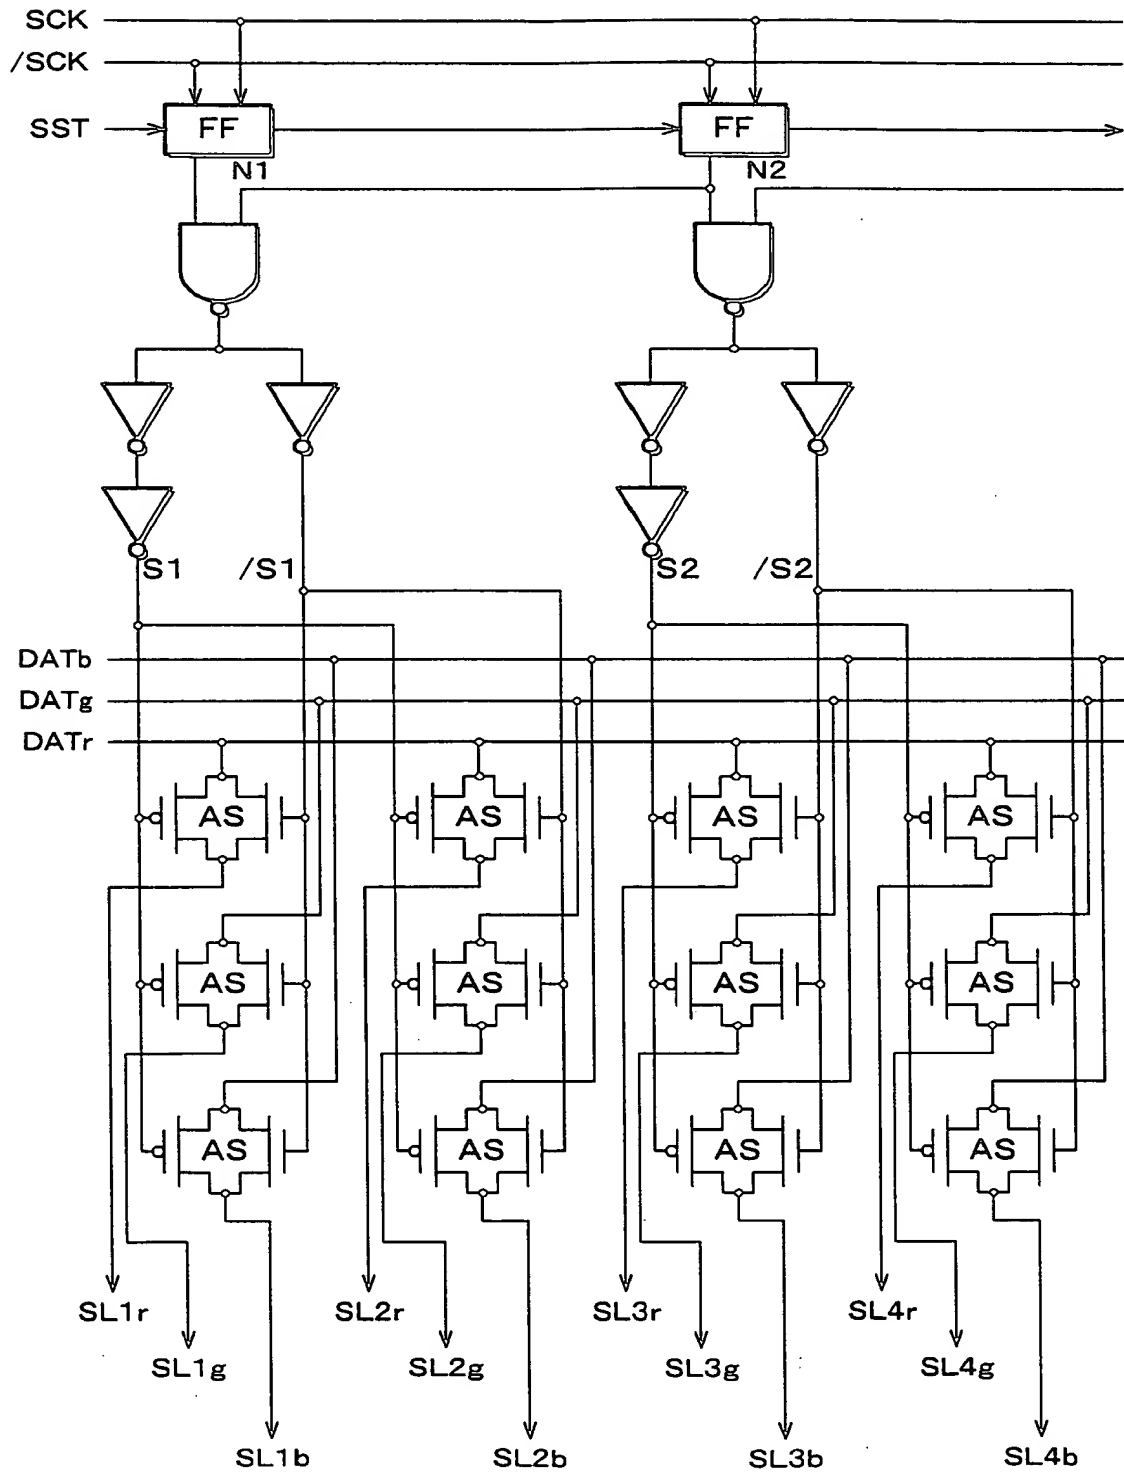 SCK
/SCK
SST
FF
FF
N1
N2
S1
/S1
S2
/S2
DATb
DATg
DATr
AS
AS
AS
AS
AS
AS
AS
AS
AS
AS
AS
AS
SL1r
SL2r
SL3r
SL4r
SL1g
SL2g
SL3g
SL4g
SL1b
SL2b
SL3b
SL4b